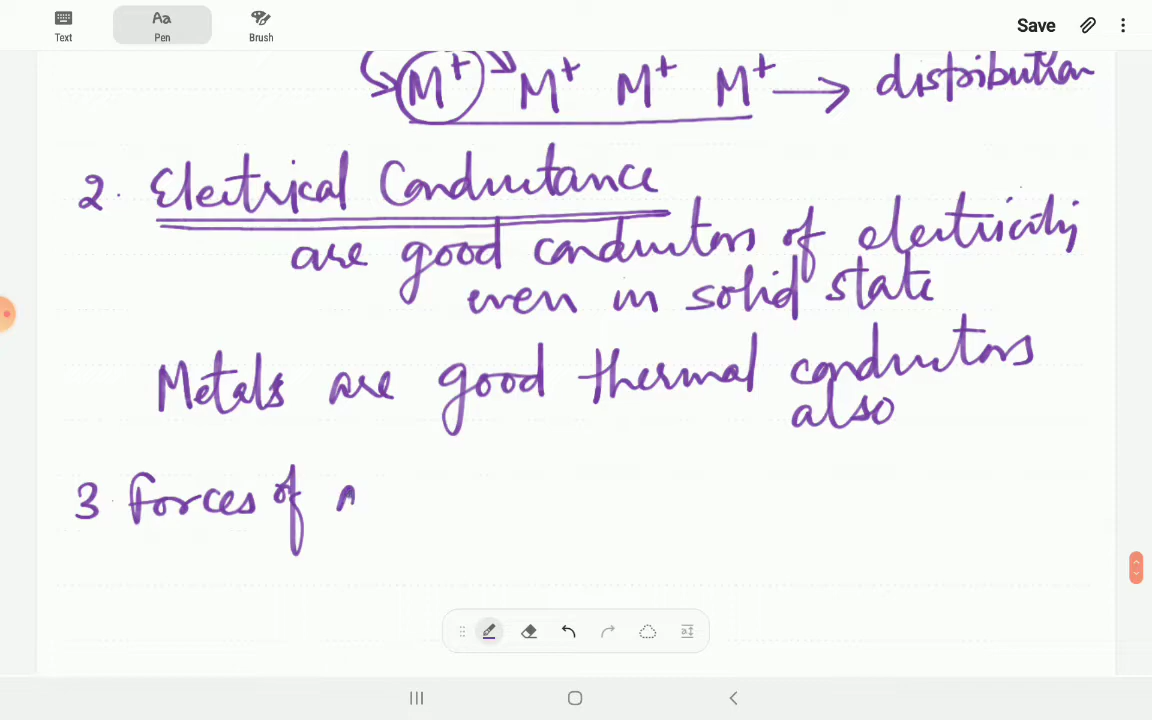 Text
Aa
Pen
Brush
Save
M+ M+ M+ M+ → distribution
2. Electrical Conductance
are good conductors of electricity
even in solid state
Metals are good thermal conductors
also
3 Forces of